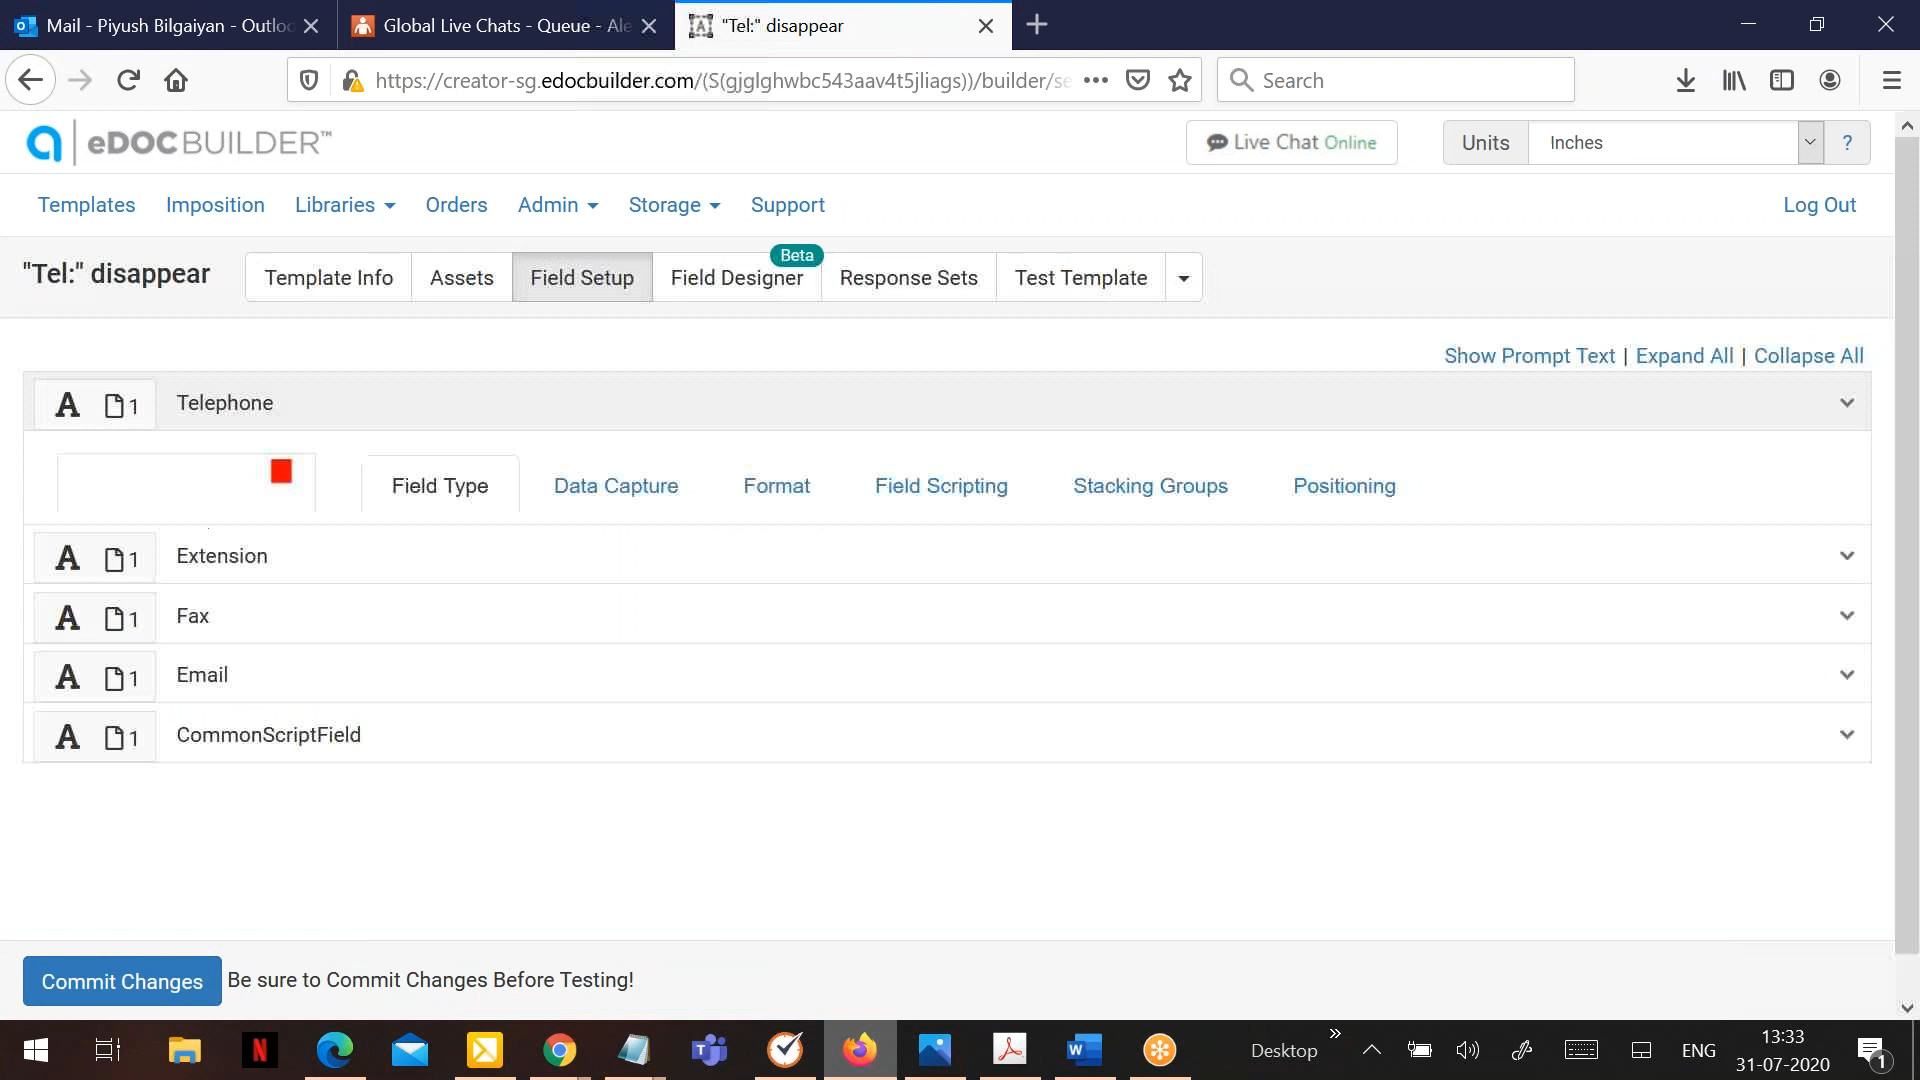 Mail - Piyush Bilgaiyan - Outloo
Global Live Chats - Queue - Ale
"Tel:" disappear
https://creator-sg.edocbuilder.com/(S(gjglghwbc543aav4t5jliags))/builder/se
Search
eDOCBUILDER™
Live Chat Online
Units
Inches
?
Templates
Imposition
Libraries
Orders
Admin
Storage
Support
Log Out
"Tel:" disappear
Template Info
Assets
Field Setup
Field Designer
Beta
Response Sets
Test Template
Show Prompt Text | Expand All | Collapse All
A 1 Telephone
Field Type
Data Capture
Format
Field Scripting
Stacking Groups
Positioning
A 1 Extension
A 1 Fax
A 1 Email
A 1 CommonScriptField
Commit Changes
Be sure to Commit Changes Before Testing!
Desktop
ENG
13:33
31-07-2020
1